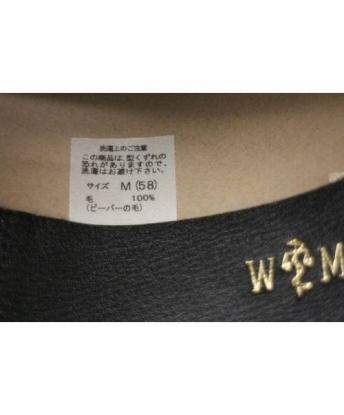 洗濯上のご注意
この商品は、型くずれの
恐れがありますので、
洗濯はお避け下さい。
サイズ M(58)
毛 100%
(ビーバーの毛)
W M